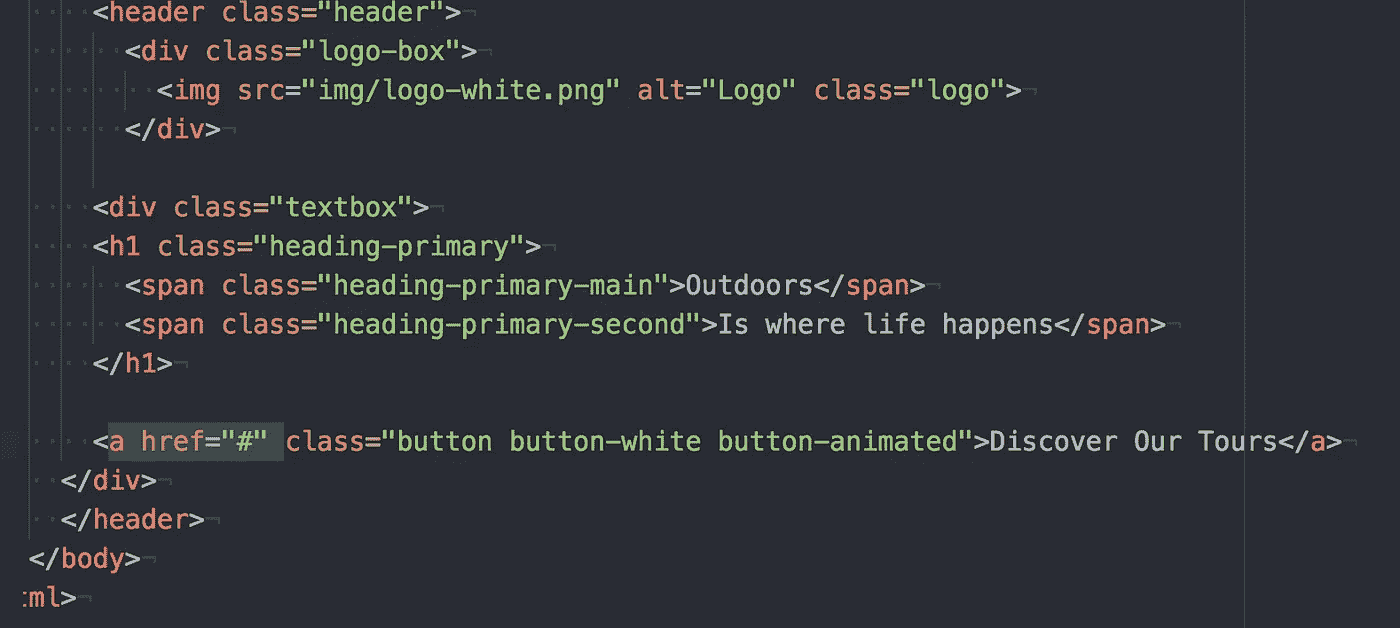 <header class="header">
<div class="logo-box">
<img src="img/logo-white.png" alt="Logo" class="logo">
</div>
<div class="textbox">
<h1 class="heading-primary">
<span class="heading-primary-main">Outdoors</span>
<span class="heading-primary-second">Is where life happens</span>
</h1>
<a href="#" class="button button-white button-animated">Discover Our Tours</a>
</div>
</header>
</body>
ml>